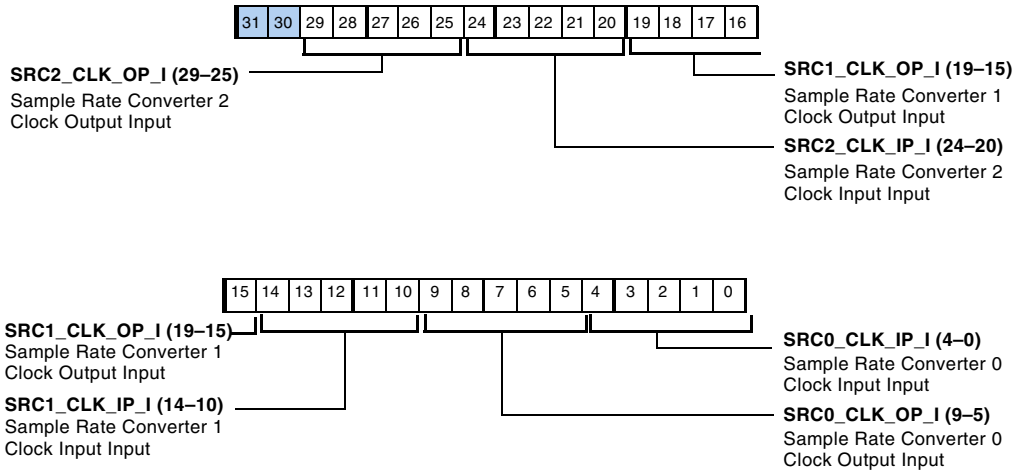 31 30 29 28 27 26 25 24 23 22 21 20 19 18 17 16
SRC2_CLK_OP_I (29–25)
Sample Rate Converter 2
Clock Output Input
SRC1_CLK_OP_I (19–15)
Sample Rate Converter 1
Clock Output Input
SRC2_CLK_IP_I (24–20)
Sample Rate Converter 2
Clock Input Input
15 14 13 12 11 10 9 8 7 6 5 4 3 2 1 0
SRC1_CLK_OP_I (19–15)
Sample Rate Converter 1
Clock Output Input
SRC1_CLK_IP_I (14–10)
Sample Rate Converter 1
Clock Input Input
SRC0_CLK_IP_I (4–0)
Sample Rate Converter 0
Clock Input Input
SRC0_CLK_OP_I (9–5)
Sample Rate Converter 0
Clock Output Input